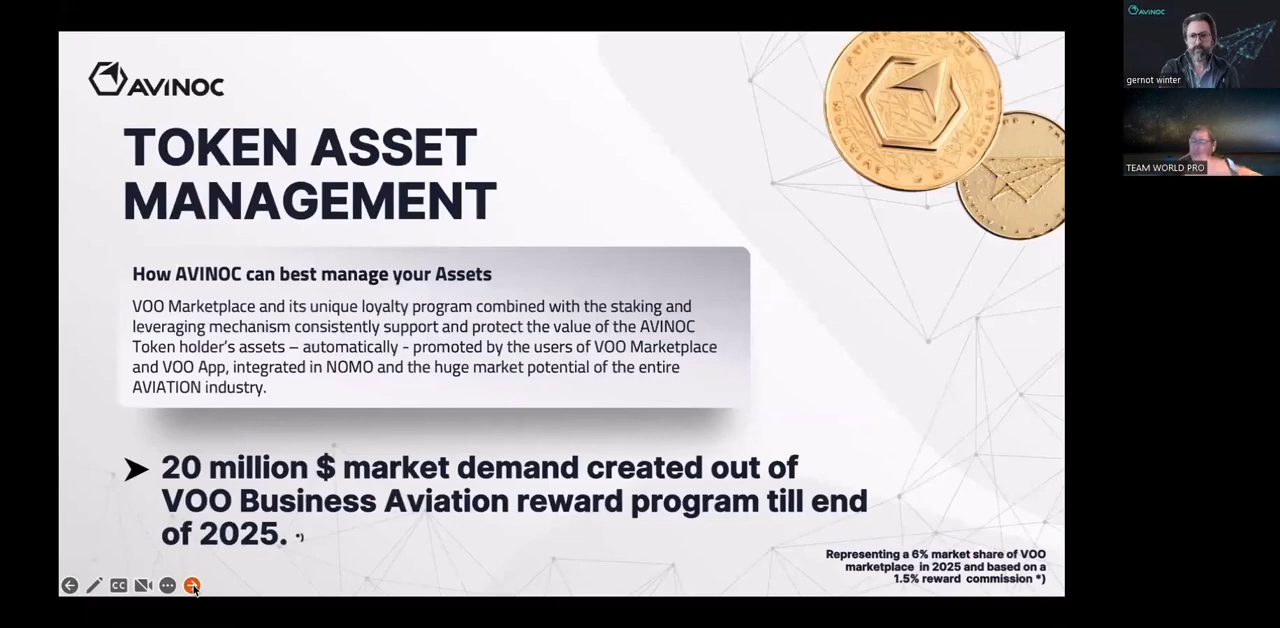 AVINOC
TOKEN ASSET
MANAGEMENT
How AVINOC can best manage your Assets
VOO Marketplace and its unique loyalty program combined with the staking and
leveraging mechanism consistently support and protect the value of the AVINOC
Token holder's assets – automatically - promoted by the users of VOO Marketplace
and VOO App, integrated in NOMO and the huge market potential of the entire
AVIATION industry.
➤ 20 million $ market demand created out of
VOO Business Aviation reward program till end
of 2025. *)
Representing a 6% market share of VOO
marketplace in 2025 and based on a
1.5% reward commission *)
CC
AVINOC
gernot winter
TEAM WORLD PRO